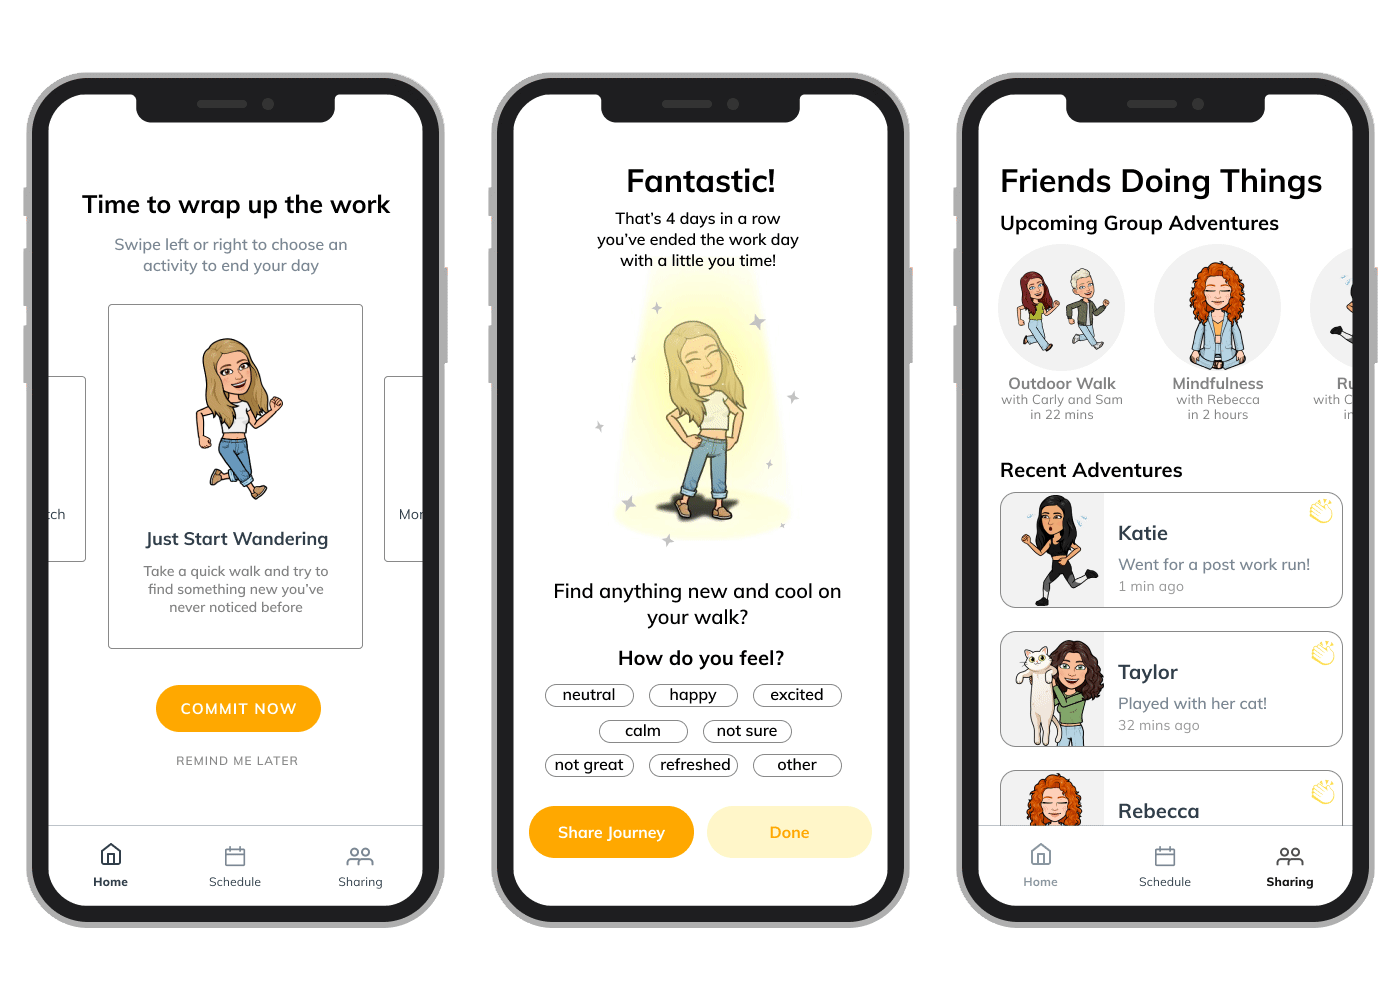 Time to wrap up the work
Swipe left or right to choose an
activity to end your day
Just Start Wandering
Take a quick walk and try to
find something new you've
never noticed before
COMMIT NOW
REMIND ME LATER
Home
Schedule
Sharing
Fantastic!
That's 4 days in a row
you've ended the work day
with a little you time!
Find anything new and cool on
your walk?
How do you feel?
neutral
happy
excited
calm
not sure
not great
refreshed
other
Share Journey
Done
Friends Doing Things
Upcoming Group Adventures
Outdoor Walk
with Carly and Sam
in 22 mins
Mindfulness
with Rebecca
in 2 hours
Recent Adventures
Katie
Went for a post work run!
1 min ago
Taylor
Played with her cat!
32 mins ago
Rebecca
Home
Schedule
Sharing